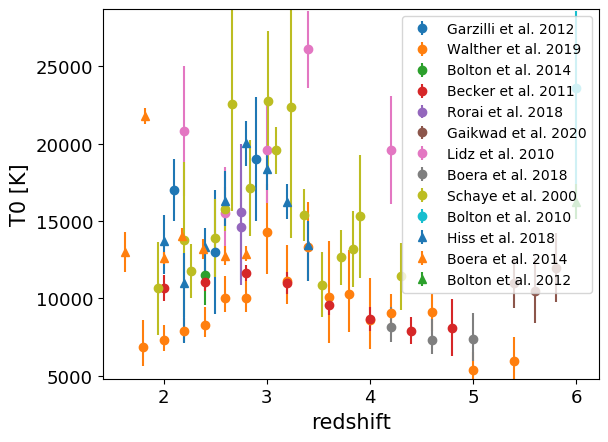 T0 [K]
25000
20000
15000
10000
5000
2
3
4
5
6
redshift
Garzilli et al. 2012
Walther et al. 2019
Bolton et al. 2014
Becker et al. 2011
Rorai et al. 2018
Gaikwad et al. 2020
Lidz et al. 2010
Boera et al. 2018
Schaye et al. 2000
Bolton et al. 2010
Hiss et al. 2018
Boera et al. 2014
Bolton et al. 2012